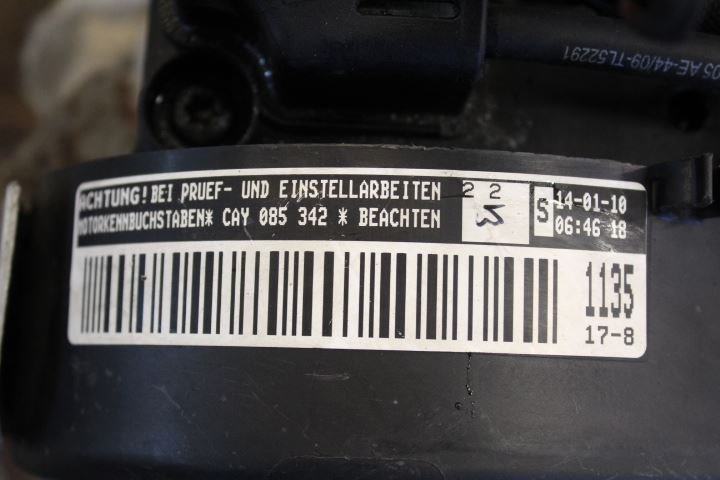 05 AE-44/09-TL52291
ACHTUNG! BEI PRUEF- UND EINSTELLARBEITEN
MOTORKENNBUCHSTABEN* CAY 085 342 * BEACHTEN
2 2
S
14-01-10
06:46 18
1135
17-8